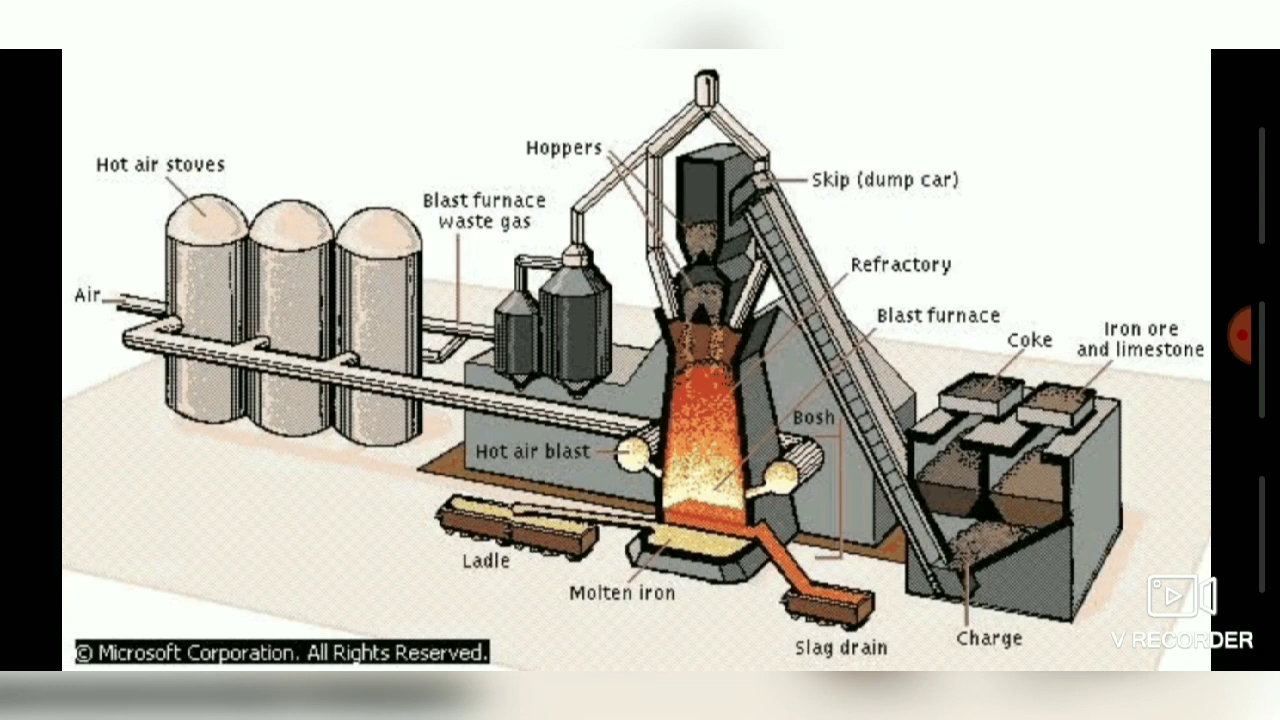 Hoppers
Hot air stoves
Skip (dump car)
Blast furnace
waste gas
Refractory
Air
Blast furnace
Coke
Iron ore
and limestone
Bosh
Hot air blast
Ladle
Molten iron
Slag drain
Charge
V RECORDER
© Microsoft Corporation. All Rights Reserved.